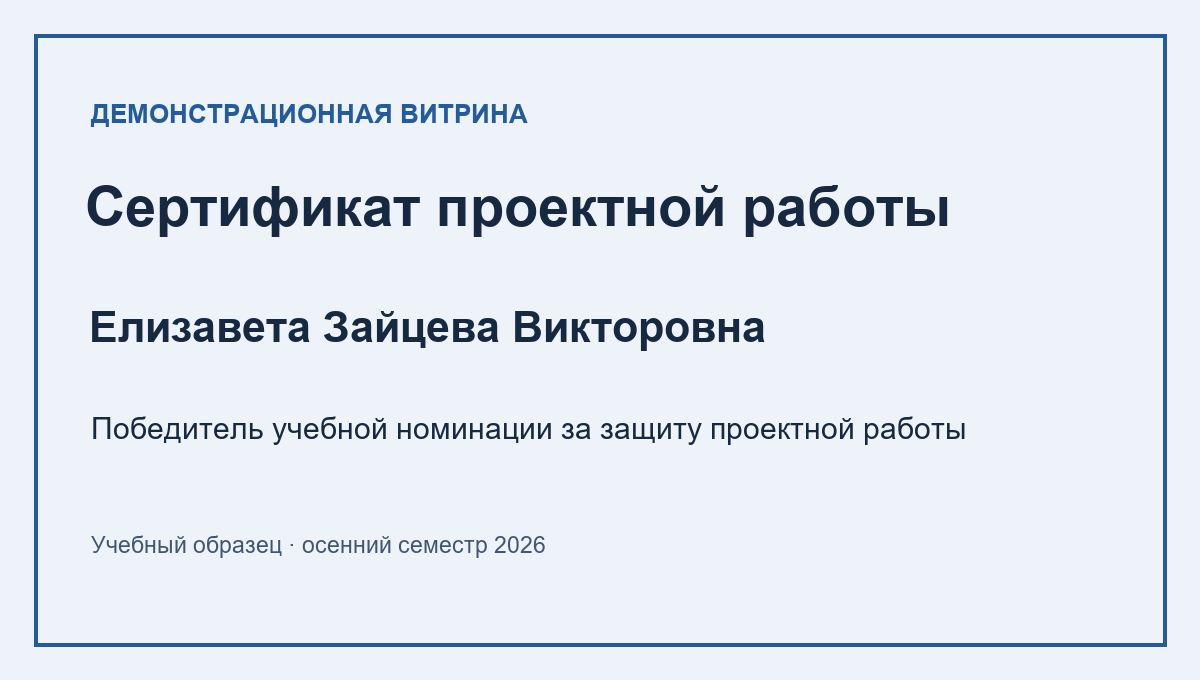 ДЕМОНСТРАЦИОННАЯ ВИТРИНА
Сертификат проектной работы
Елизавета Зайцева Викторовна
Победитель учебной номинации за защиту проектной работы
Учебный образец · осенний семестр 2026